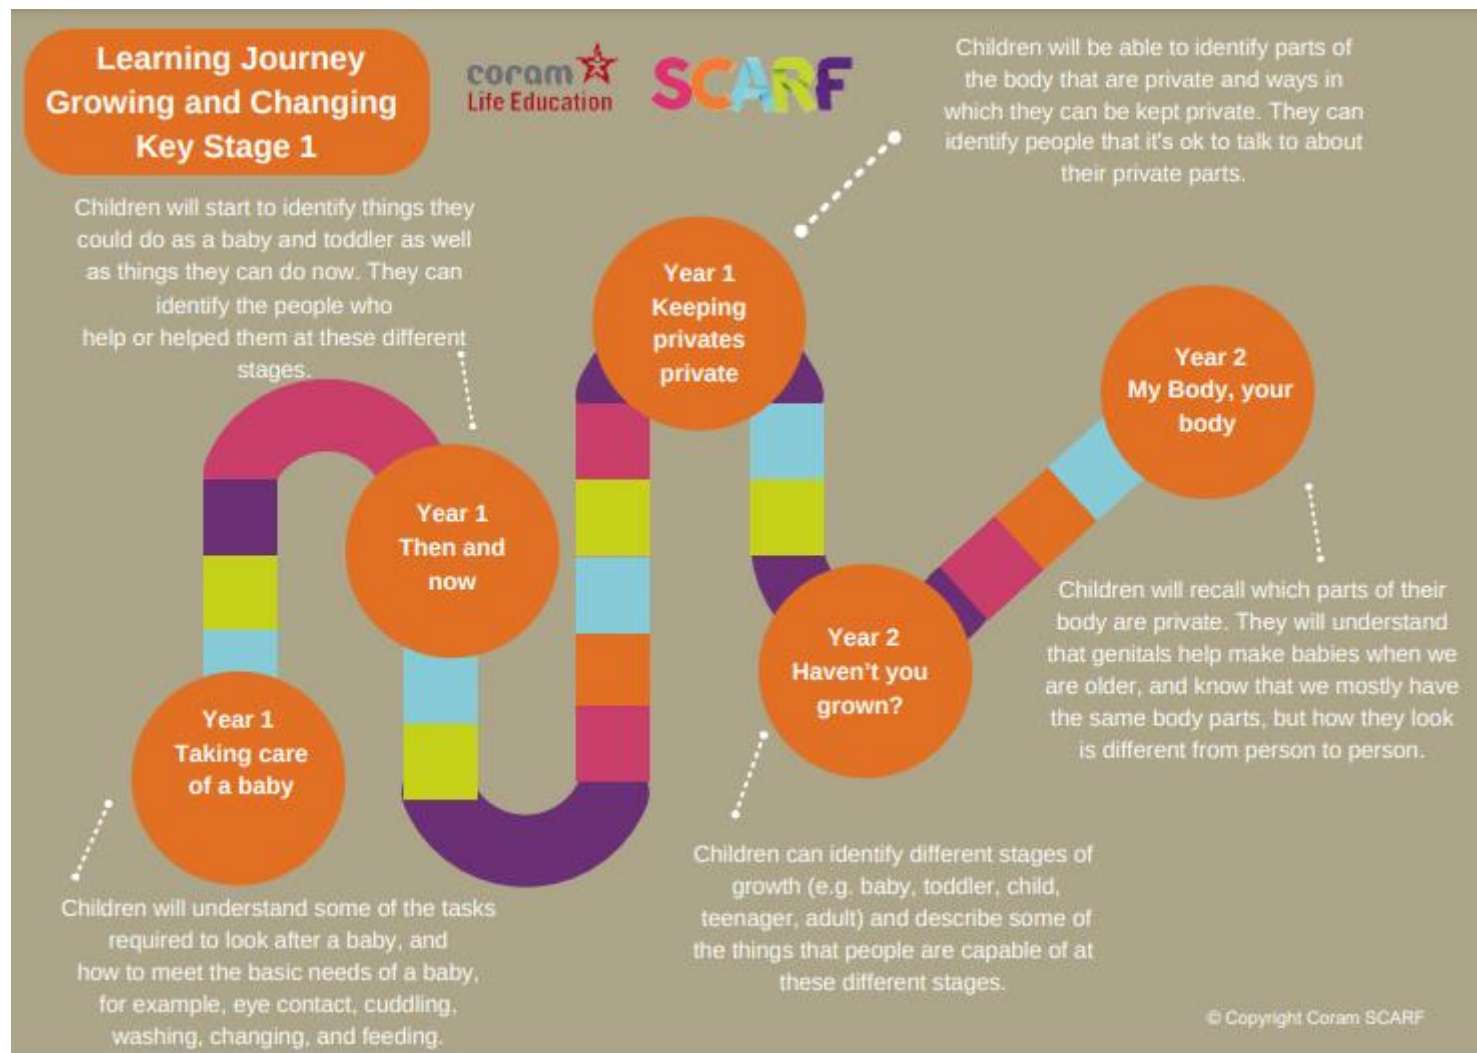 Learning Journey
Growing and Changing
Key Stage 1
coram
Life Education
SCARF
Children will be able to identify parts of
the body that are private and ways in
which they can be kept private. They can
identify people that it's ok to talk to about
their private parts.
Children will start to identify things they
could do as a baby and toddler as well
as things they can do now. They can
identify the people who
help or helped them at these different
stages.
Year 1
Keeping
privates
private
Year 2
My Body, your
body
Year 1
Then and
now
Children will recall which parts of their
body are private. They will understand
that genitals help make babies when we
are older, and know that we mostly have
the same body parts, but how they look
is different from person to person.
Year 2
Haven't you
grown?
Year 1
Taking care
of a baby
Children can identify different stages of
growth (e.g. baby, toddler, child,
teenager, adult) and describe some of
the things that people are capable of at
these different stages.
Children will understand some of the tasks
required to look after a baby, and
how to meet the basic needs of a baby,
for example, eye contact, cuddling,
washing, changing, and feeding.
© Copyright Coram SCARF